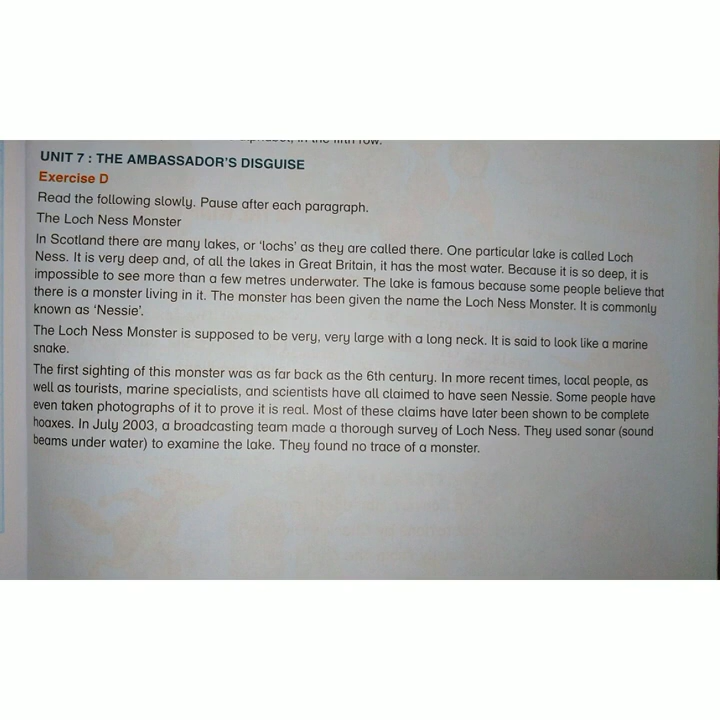 in the fifth row.
UNIT 7 : THE AMBASSADOR'S DISGUISE
Exercise D
Read the following slowly. Pause after each paragraph.
The Loch Ness Monster
In Scotland there are many lakes, or 'lochs' as they are called there. One particular lake is called Loch
Ness. It is very deep and, of all the lakes in Great Britain, it has the most water. Because it is so deep, it is
impossible to see more than a few metres underwater. The lake is famous because some people believe that
there is a monster living in it. The monster has been given the name the Loch Ness Monster. It is commonly
known as 'Nessie'.
The Loch Ness Monster is supposed to be very, very large with a long neck. It is said to look like a marine
snake.
The first sighting of this monster was as far back as the 6th century. In more recent times, local people, as
well as tourists, marine specialists, and scientists have all claimed to have seen Nessie. Some people have
even taken photographs of it to prove it is real. Most of these claims have later been shown to be complete
hoaxes. In July 2003, a broadcasting team made a thorough survey of Loch Ness. They used sonar (sound
beams under water) to examine the lake. They found no trace of a monster.